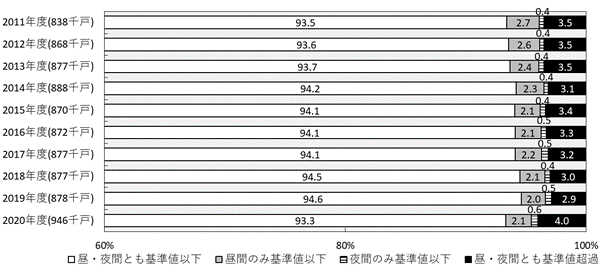 0.4
2011年度(838千戸) 93.5 2.7 3.5
0.4
2012年度(868千戸) 93.6 2.6 3.5
0.4
2013年度(877千戸) 93.7 2.4 3.5
0.4
2014年度(888千戸) 94.2 2.3 3.1
0.4
2015年度(870千戸) 94.1 2.1 3.4
0.5
2016年度(872千戸) 94.1 2.1 3.3
0.5
2017年度(877千戸) 94.1 2.2 3.2
0.4
2018年度(877千戸) 94.5 2.1 3.0
0.5
2019年度(878千戸) 94.6 2.0 2.9
0.6
2020年度(946千戸) 93.3 2.1 4.0
60% 80% 100%
昼・夜間とも基準値以下 昼間のみ基準値以下 夜間のみ基準値以下 昼・夜間とも基準値超過